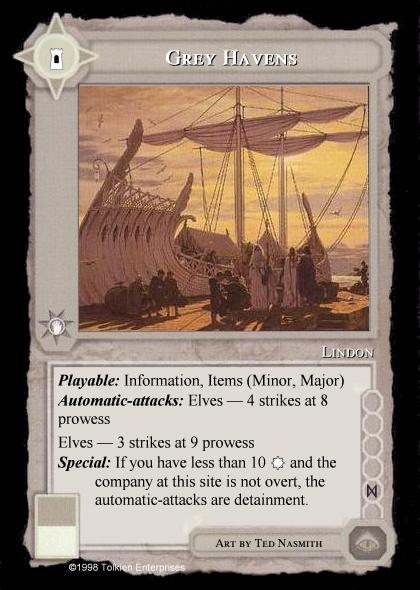 GREY HAVENS
LINDON
Playable: Information, Items (Minor, Major)
Automatic-attacks: Elves — 4 strikes at 8
prowess
Elves — 3 strikes at 9 prowess
Special: If you have less than 10 and the
company at this site is not overt, the
automatic-attacks are detainment.
ART BY TED NASMITH
©1998 Tolkien Enterprises